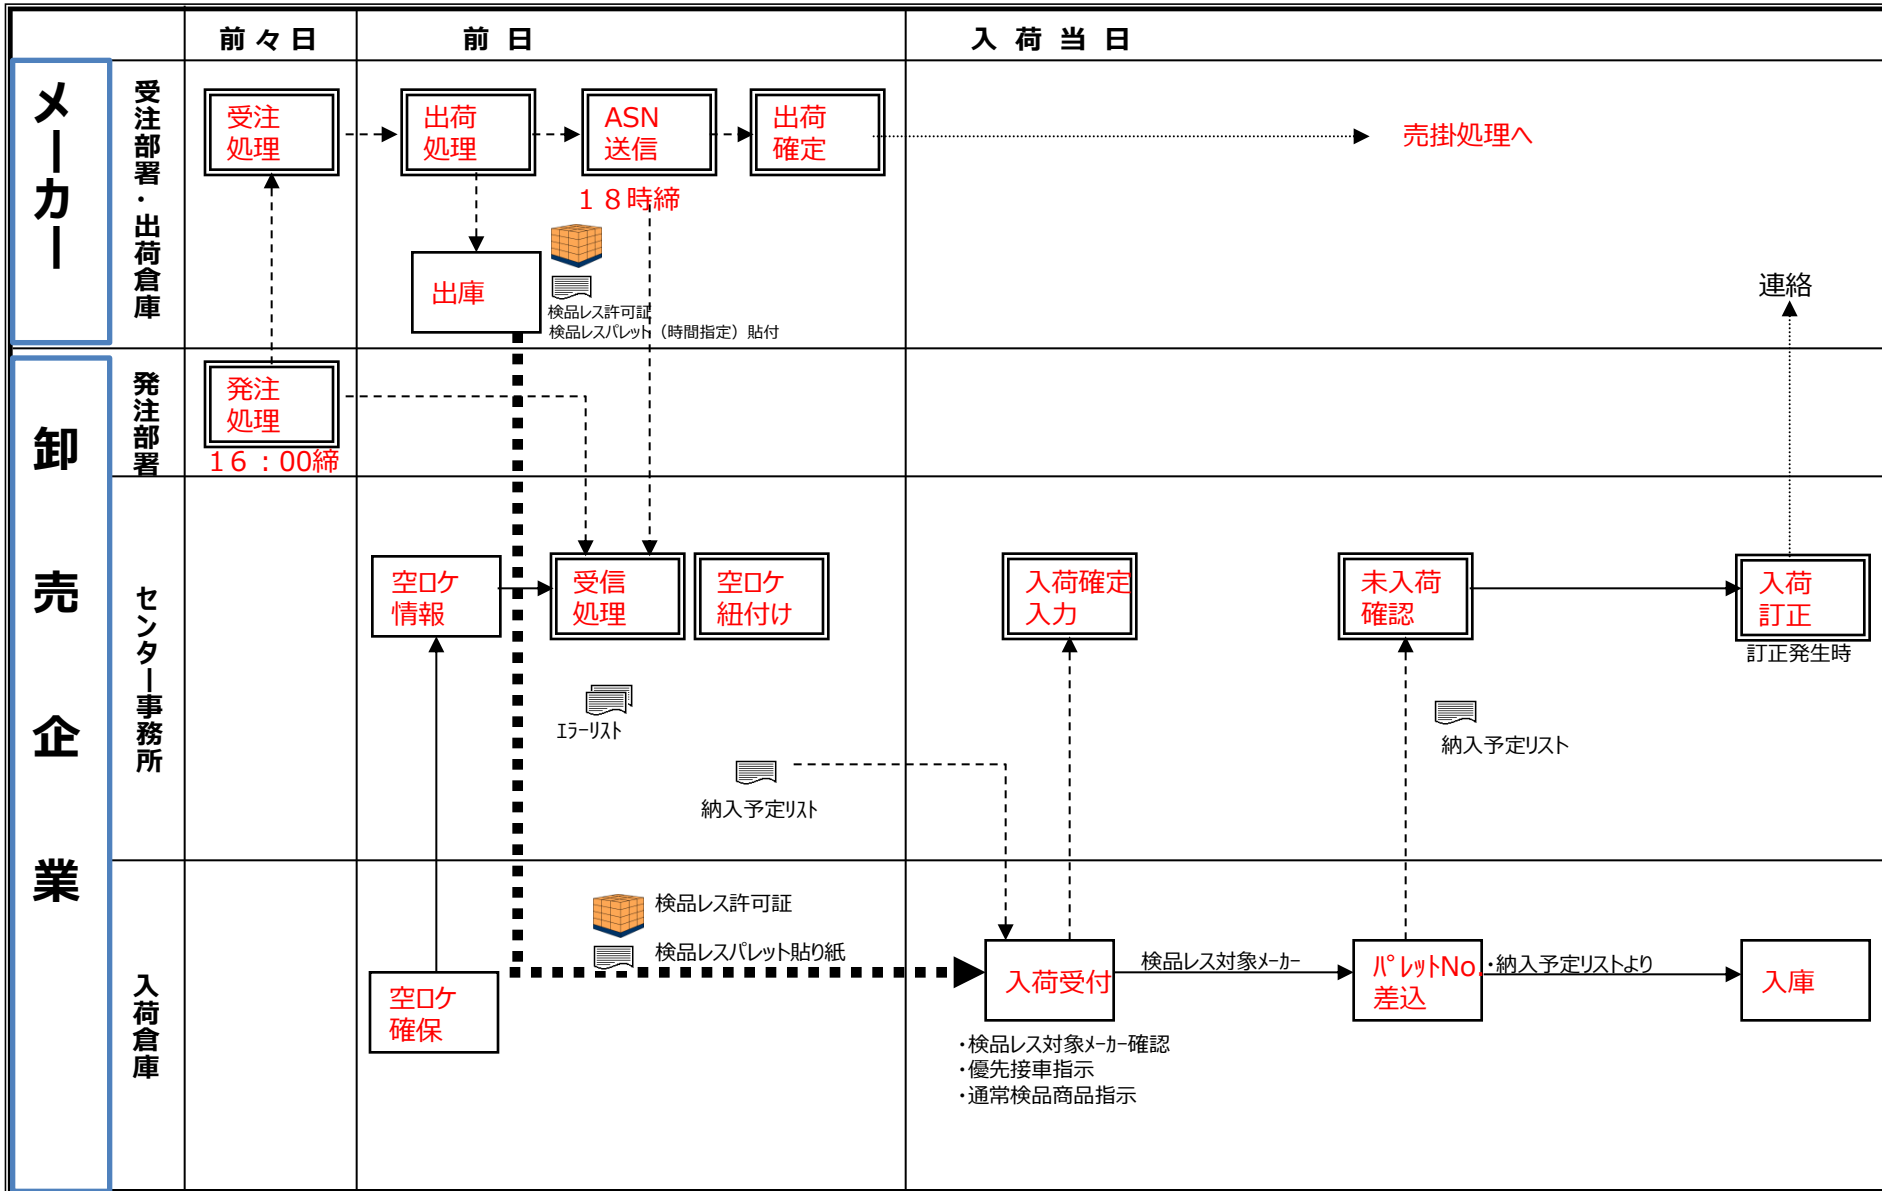 前々日
前 日
入 荷 当 日
メーカー
受注部署・出荷倉庫
受注
処理
出荷
処理
ASN
送信
出荷
確定
売掛処理へ
１８時締
出庫
検品レス許可証
検品レスパレット（時間指定）貼付
連絡
卸売企業
発注部署
発注
処理
１６：00締
センター事務所
空ロケ
情報
受信
処理
空ロケ
紐付け
入荷確定
入力
未入荷
確認
入荷
訂正
訂正発生時
ｴﾗｰﾘｽﾄ
納入予定リスト
納入予定ﾘｽﾄ
入荷倉庫
検品レス許可証
検品レスパレット貼り紙
空ロケ
確保
入荷受付
検品レス対象メーカー
ﾊﾟﾚｯﾄNo.
差込
・納入予定リストより
入庫
・検品レス対象ﾒｰｶｰ確認
・優先接車指示
・通常検品商品指示